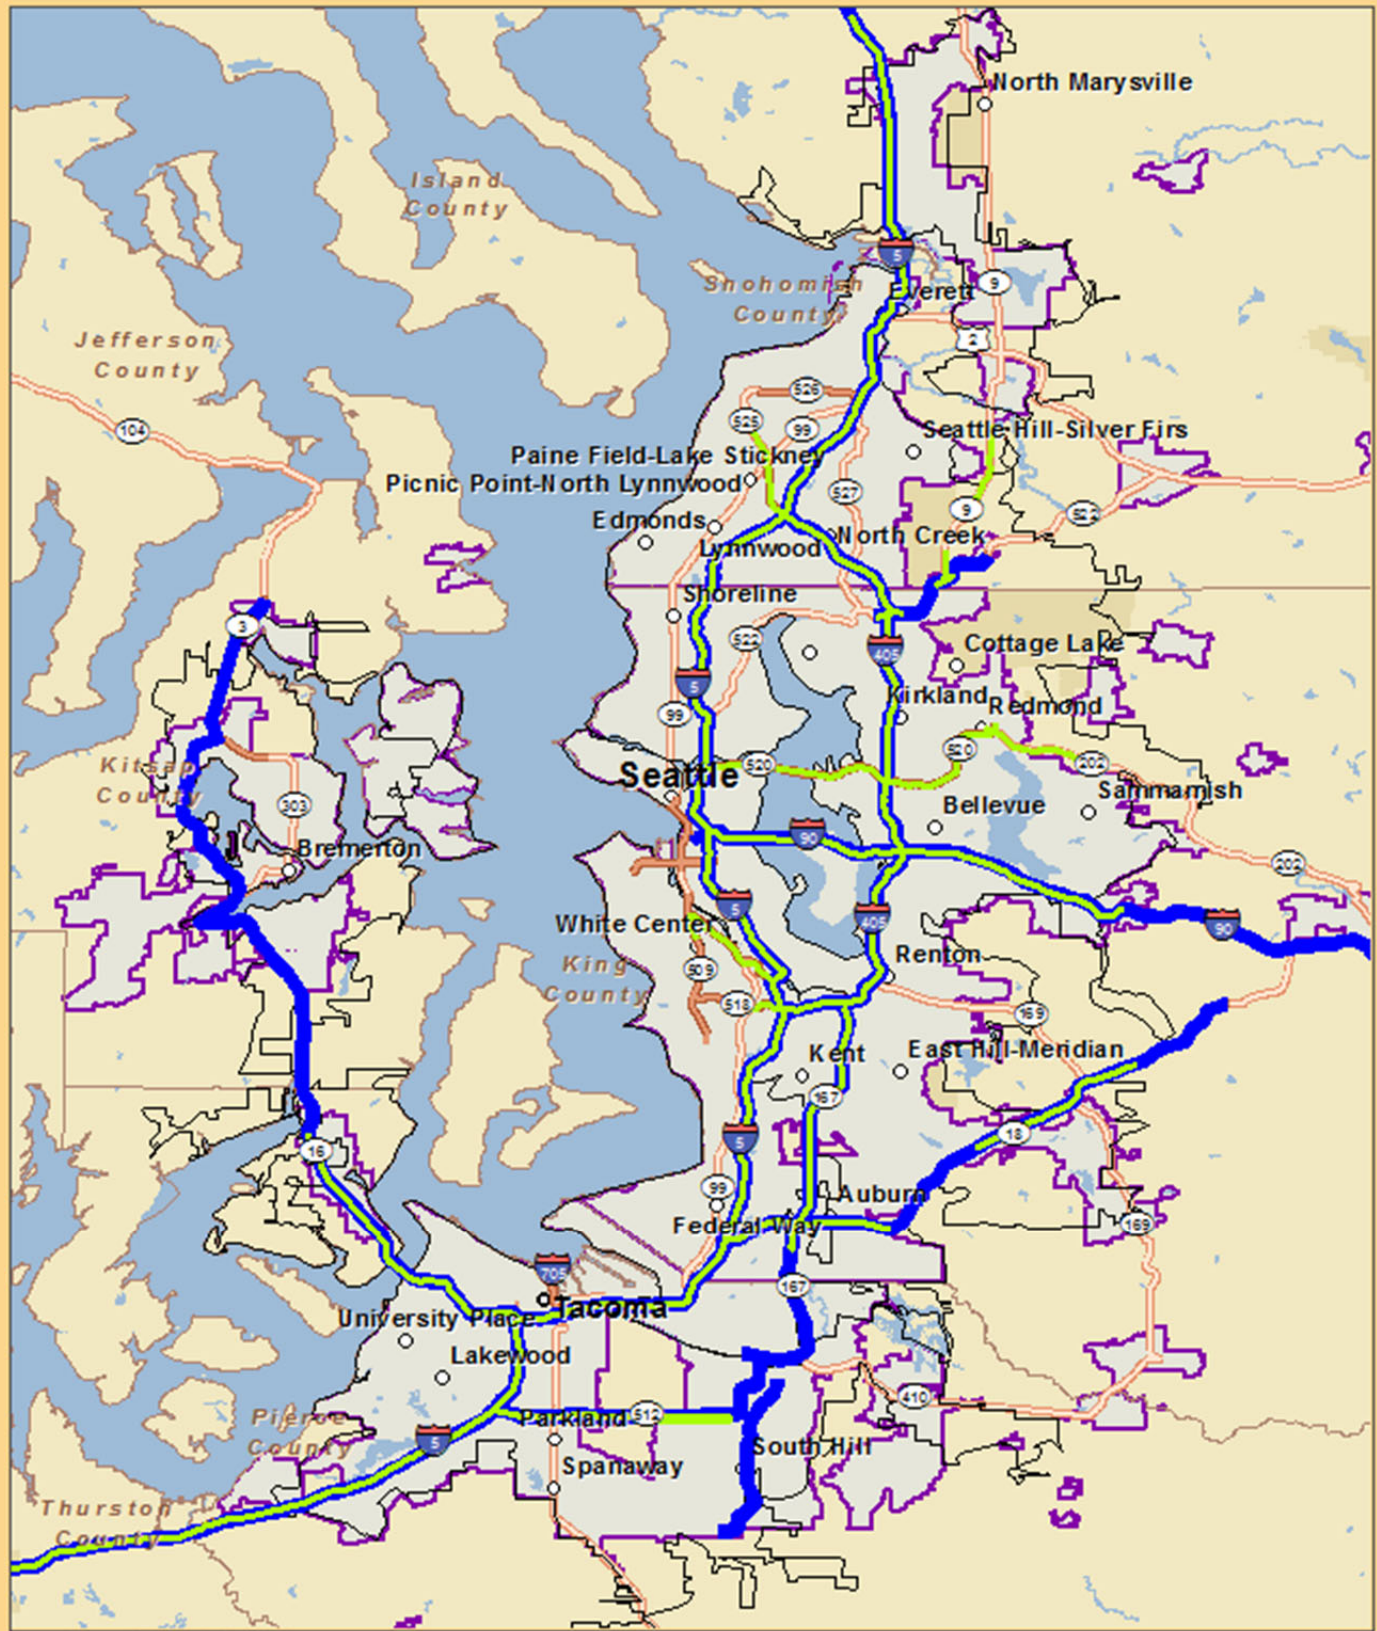 North Marysville
Island
County
5
Snohomish
County
Everett
9
2
Jefferson
County
526
525
99
104
Seattle Hill-Silver Firs
Paine Field-Lake Stickney
Picnic Point-North Lynnwood
527
9
522
Edmonds
Lynnwood
North Creek
Shoreline
3
522
405
Cottage Lake
5
Kirkland
Redmond
99
520
520
202
Kitsap
County
Seattle
Sammamish
303
Bellevue
90
Bremerton
202
5
405
90
White Center
Renton
King
County
509
518
169
Kent
East Hill-Meridian
167
5
18
16
99
Auburn
Federal Way
169
705
167
Tacoma
University Place
Lakewood
410
Pierce
County
Parkland
512
5
South Hill
Spanaway
Thurston
County